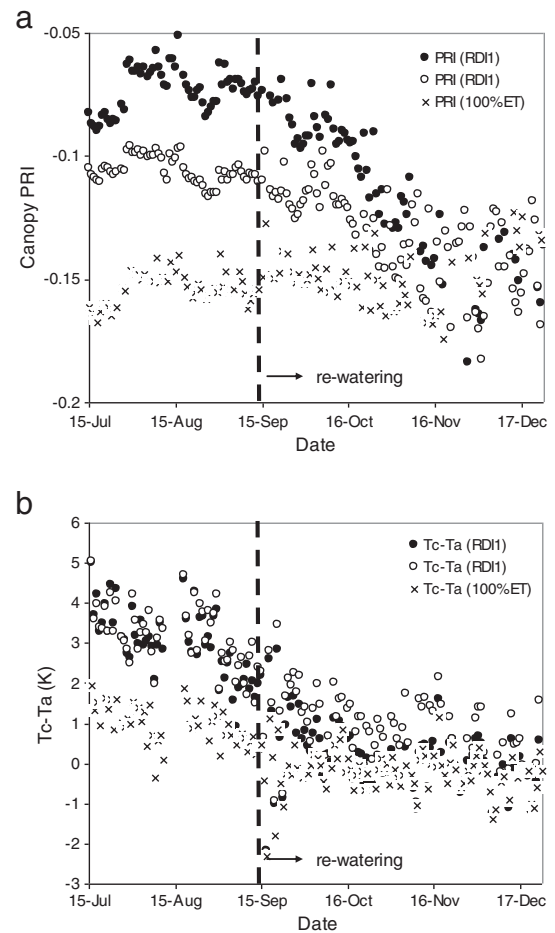 a
-0.05
-0.1
-0.15
-0.2
Canopy PRI
PRI (RDI1)
PRI (RDI1)
PRI (100%ET)
re-watering
15-Jul 15-Aug 15-Sep 16-Oct 16-Nov 17-Dec
Date
b
6
5
4
3
2
1
0
-1
-2
-3
Tc-Ta (K)
Tc-Ta (RDI1)
Tc-Ta (RDI1)
Tc-Ta (100%ET)
re-watering
15-Jul 15-Aug 15-Sep 16-Oct 16-Nov 17-Dec
Date